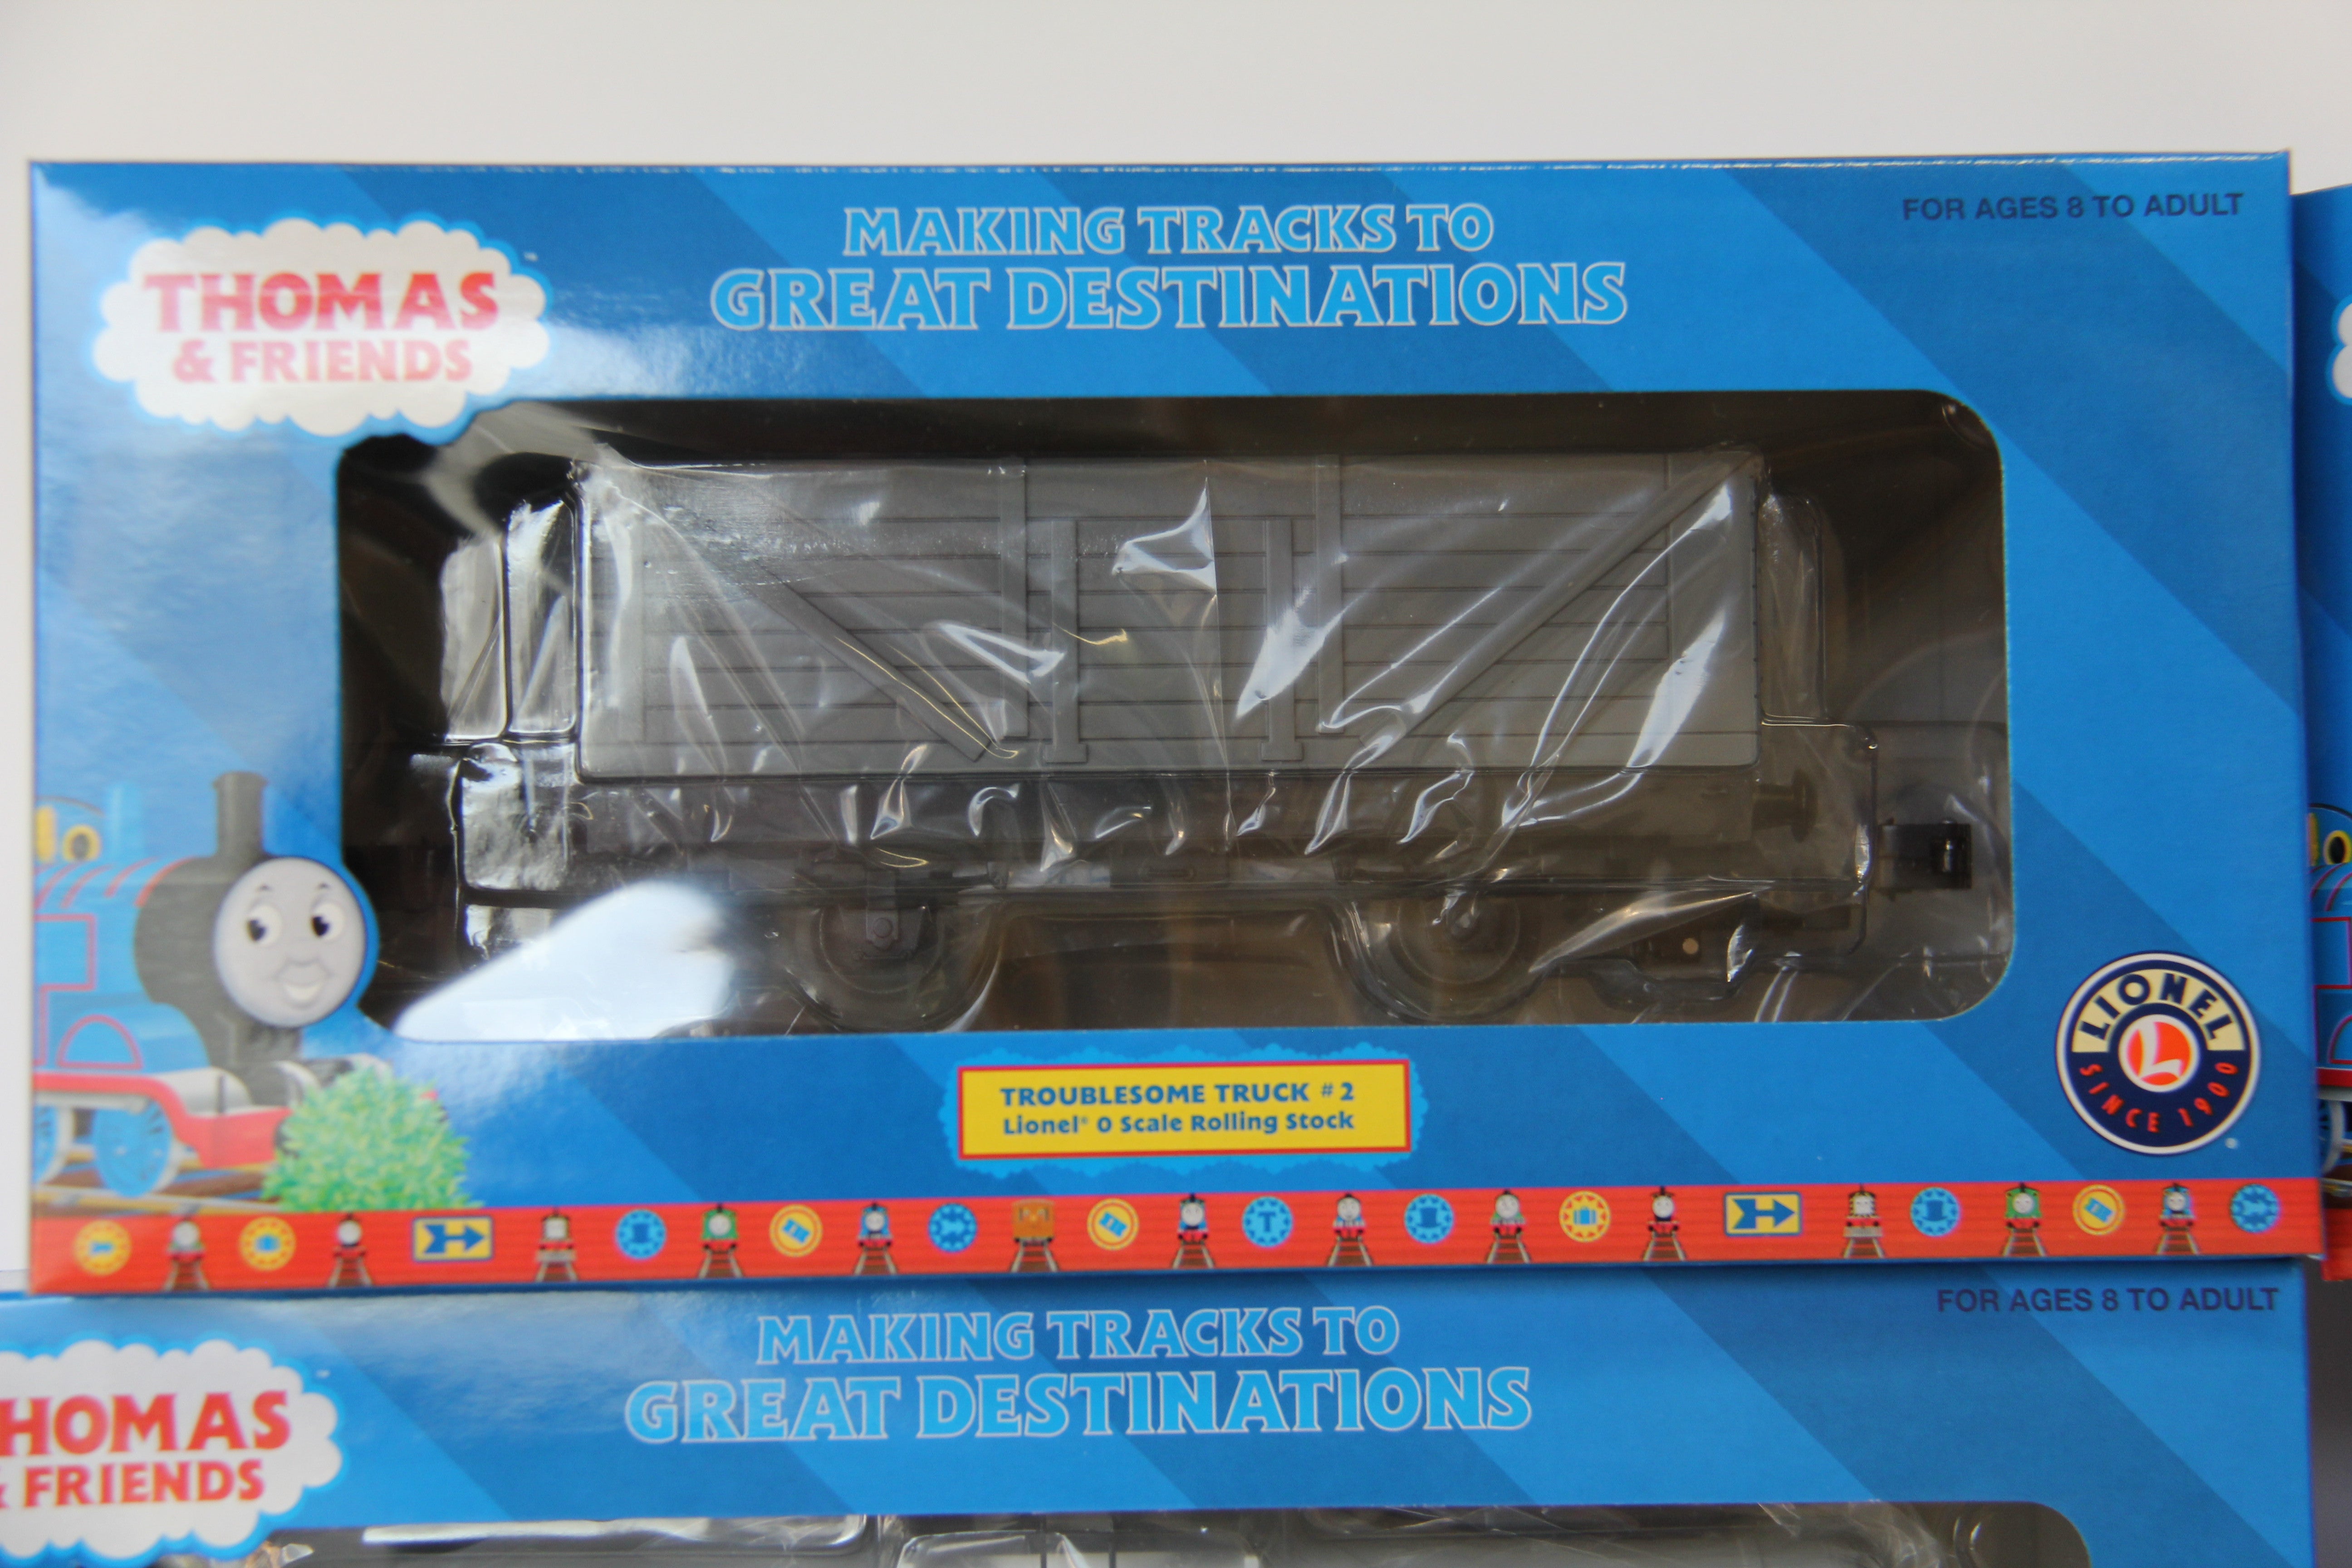 THOMAS
& FRIENDS
MAKING TRACKS TO
GREAT DESTINATIONS
FOR AGES 8 TO ADULT
TROUBLESOME TRUCK #2
Lionel® O Scale Rolling Stock
LIONEL
L
SINCE 1900
T
HOMAS
& FRIENDS
MAKING TRACKS TO
GREAT DESTINATIONS
FOR AGES 8 TO ADULT